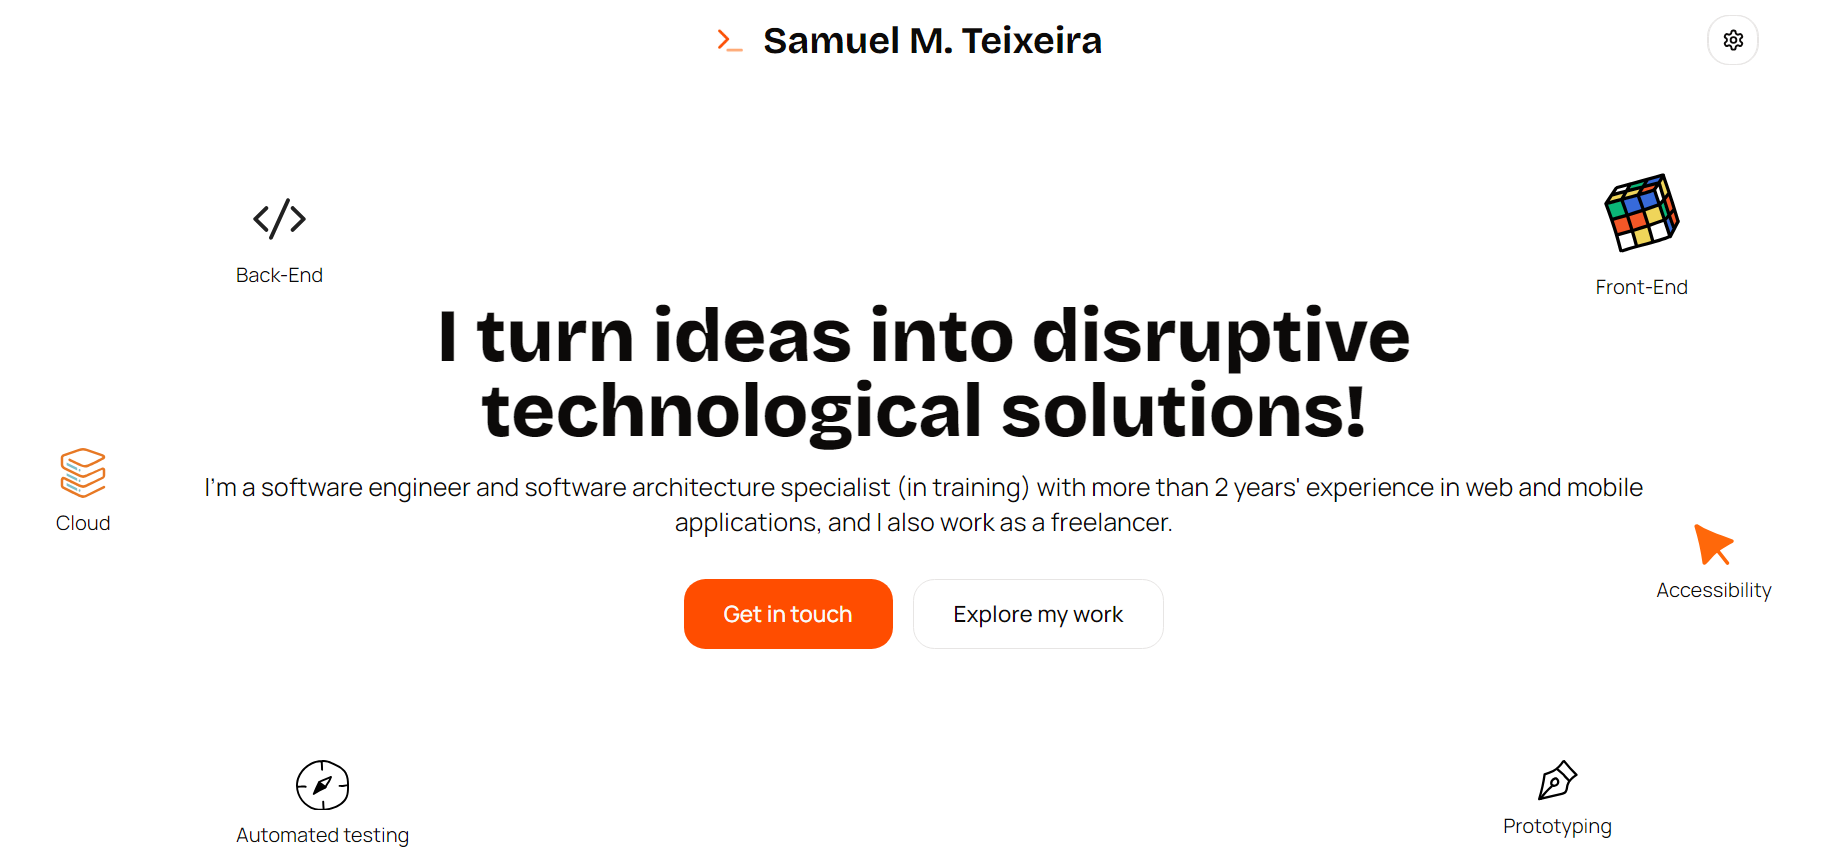 Samuel M. Teixeira
Back-End
Front-End
I turn ideas into disruptive
technological solutions!
Cloud
I'm a software engineer and software architecture specialist (in training) with more than 2 years' experience in web and mobile
applications, and I also work as a freelancer.
Accessibility
Get in touch
Explore my work
Automated testing
Prototyping